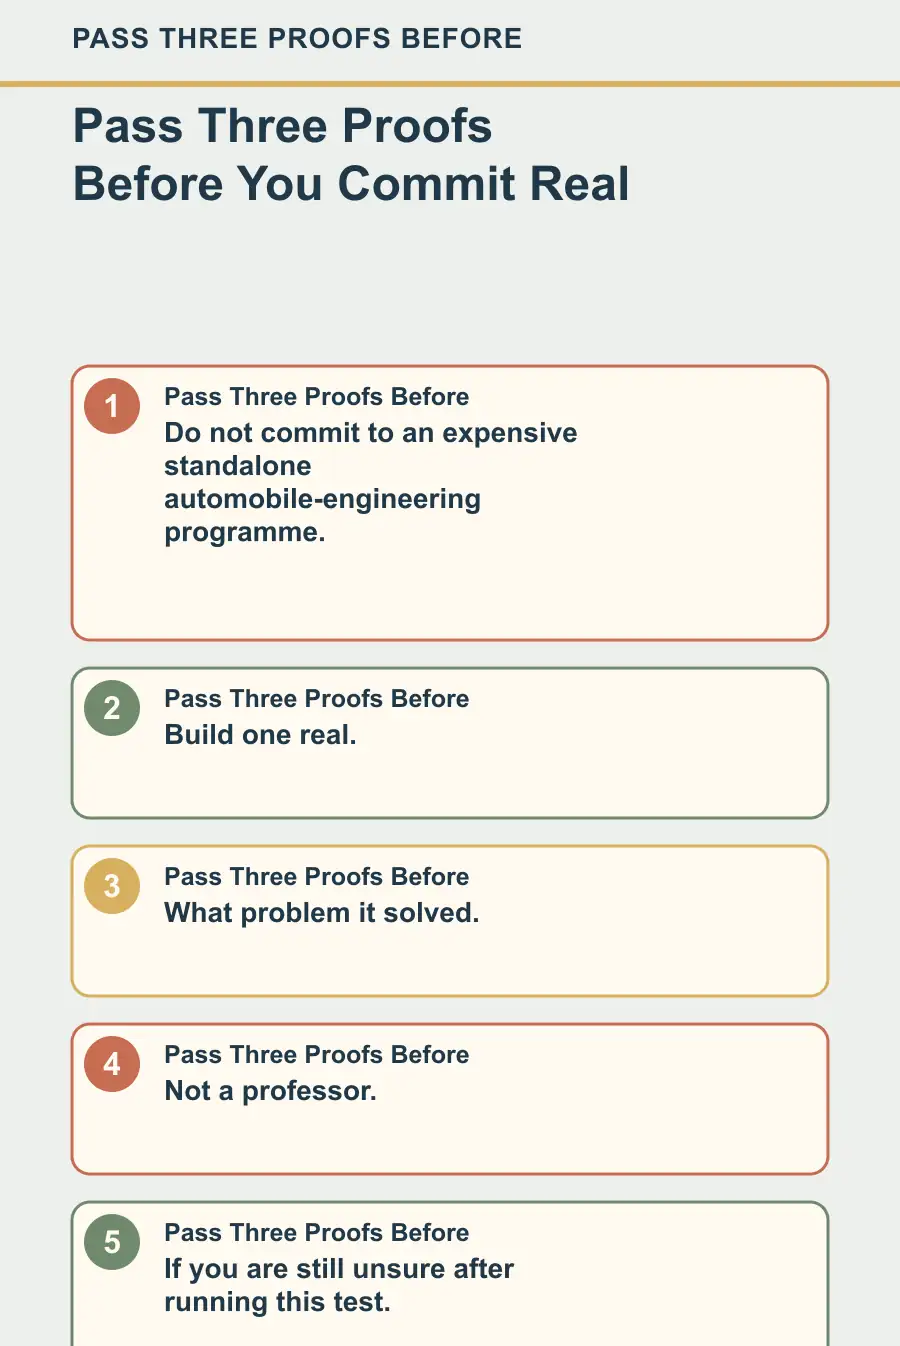 PASS THREE PROOFS BEFORE
Pass Three Proofs
Before You Commit Real
1
Pass Three Proofs Before
Do not commit to an expensive
standalone
automobile-engineering
programme.
2
Pass Three Proofs Before
Build one real.
3
Pass Three Proofs Before
What problem it solved.
4
Pass Three Proofs Before
Not a professor.
5
Pass Three Proofs Before
If you are still unsure after
running this test.